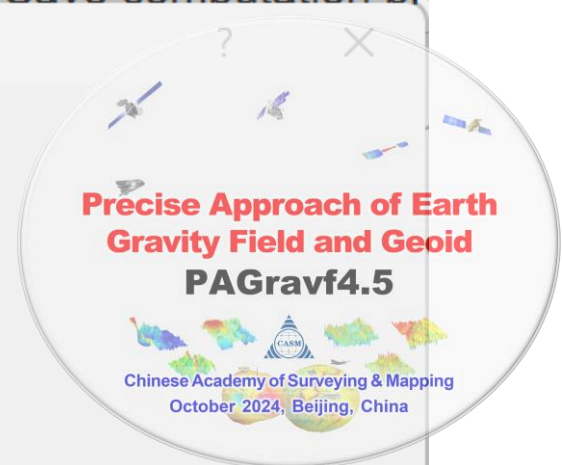 ?
Precise Approach of Earth
Gravity Field and Geoid
PAGravf4.5
CASM
Chinese Academy of Surveying & Mapping
October 2024, Beijing, China